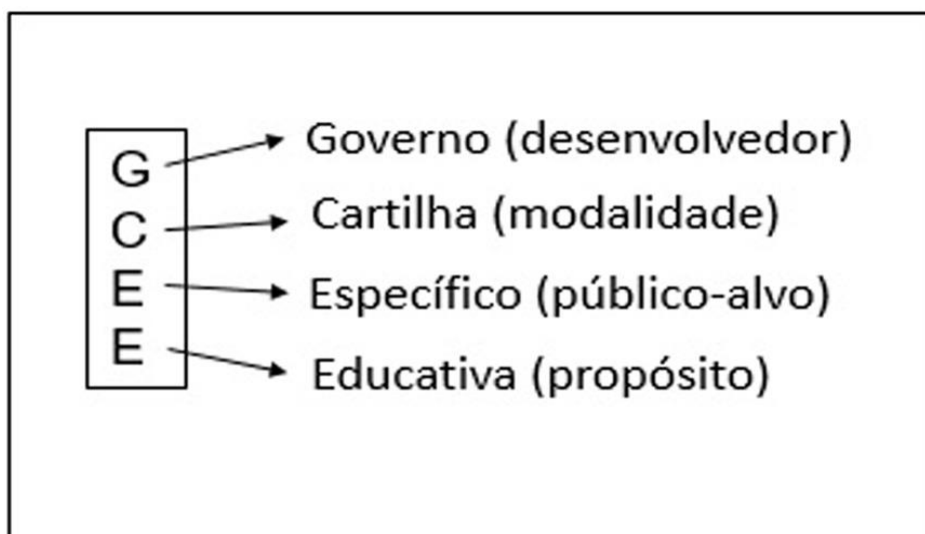 G Governo (desenvolvedor)
C Cartilha (modalidade)
E Específico (público-alvo)
E Educativa (propósito)